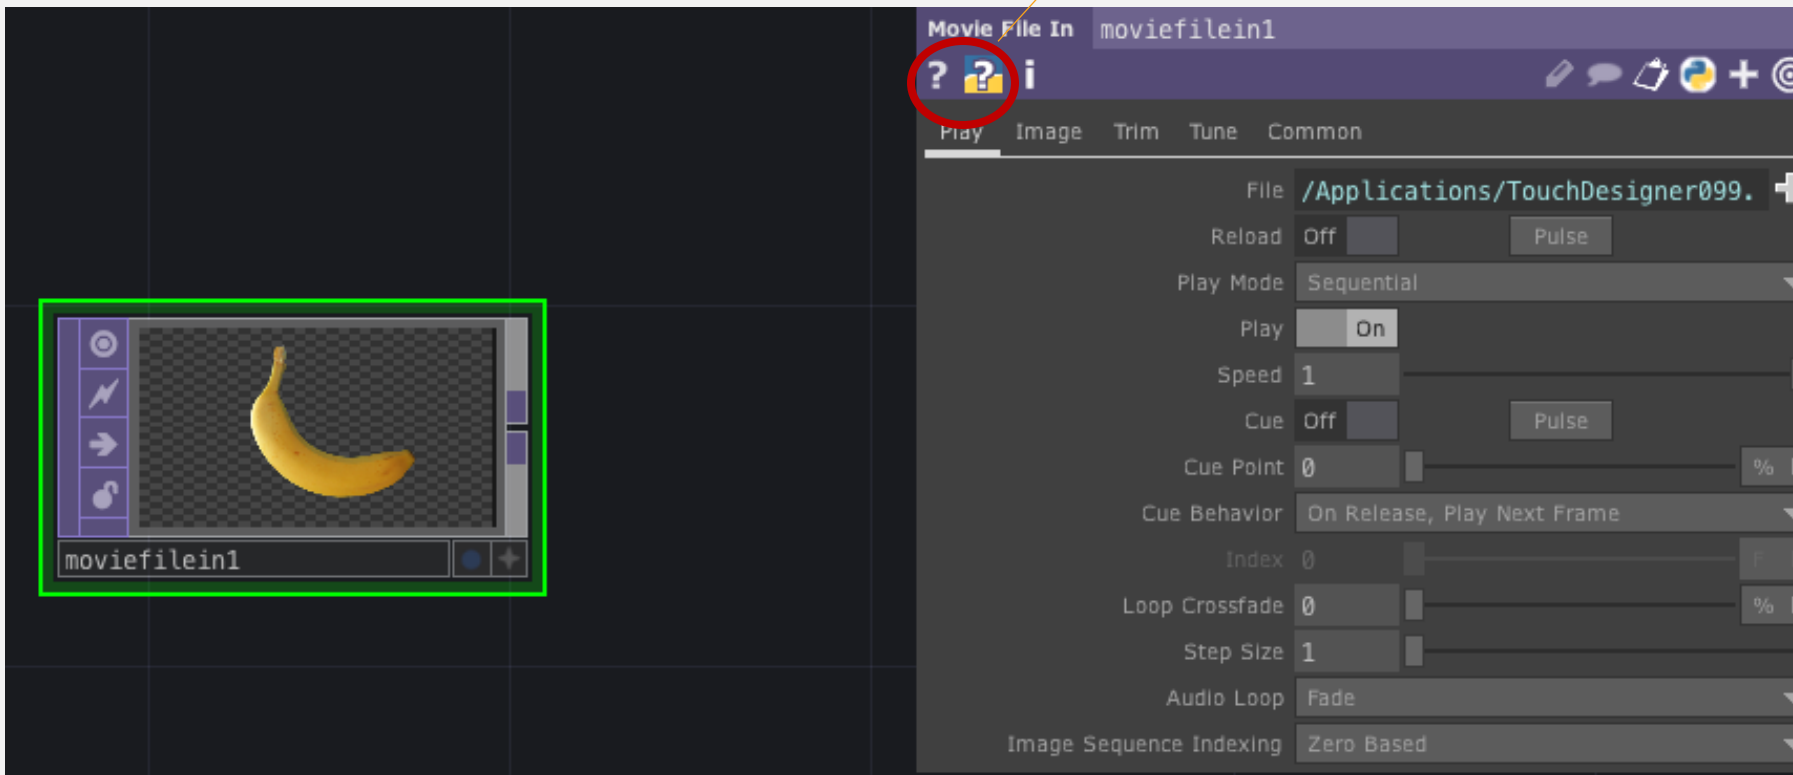 Movie File In moviefilein1
? ? i
Play Image Trim Tune Common
File /Applications/TouchDesigner099.
Reload Off Pulse
Play Mode Sequential
Play On
Speed 1
Cue Off Pulse
Cue Point 0 %
Cue Behavior On Release, Play Next Frame
Index 0 F
Loop Crossfade 0 %
Step Size 1
Audio Loop Fade
Image Sequence Indexing Zero Based
moviefilein1